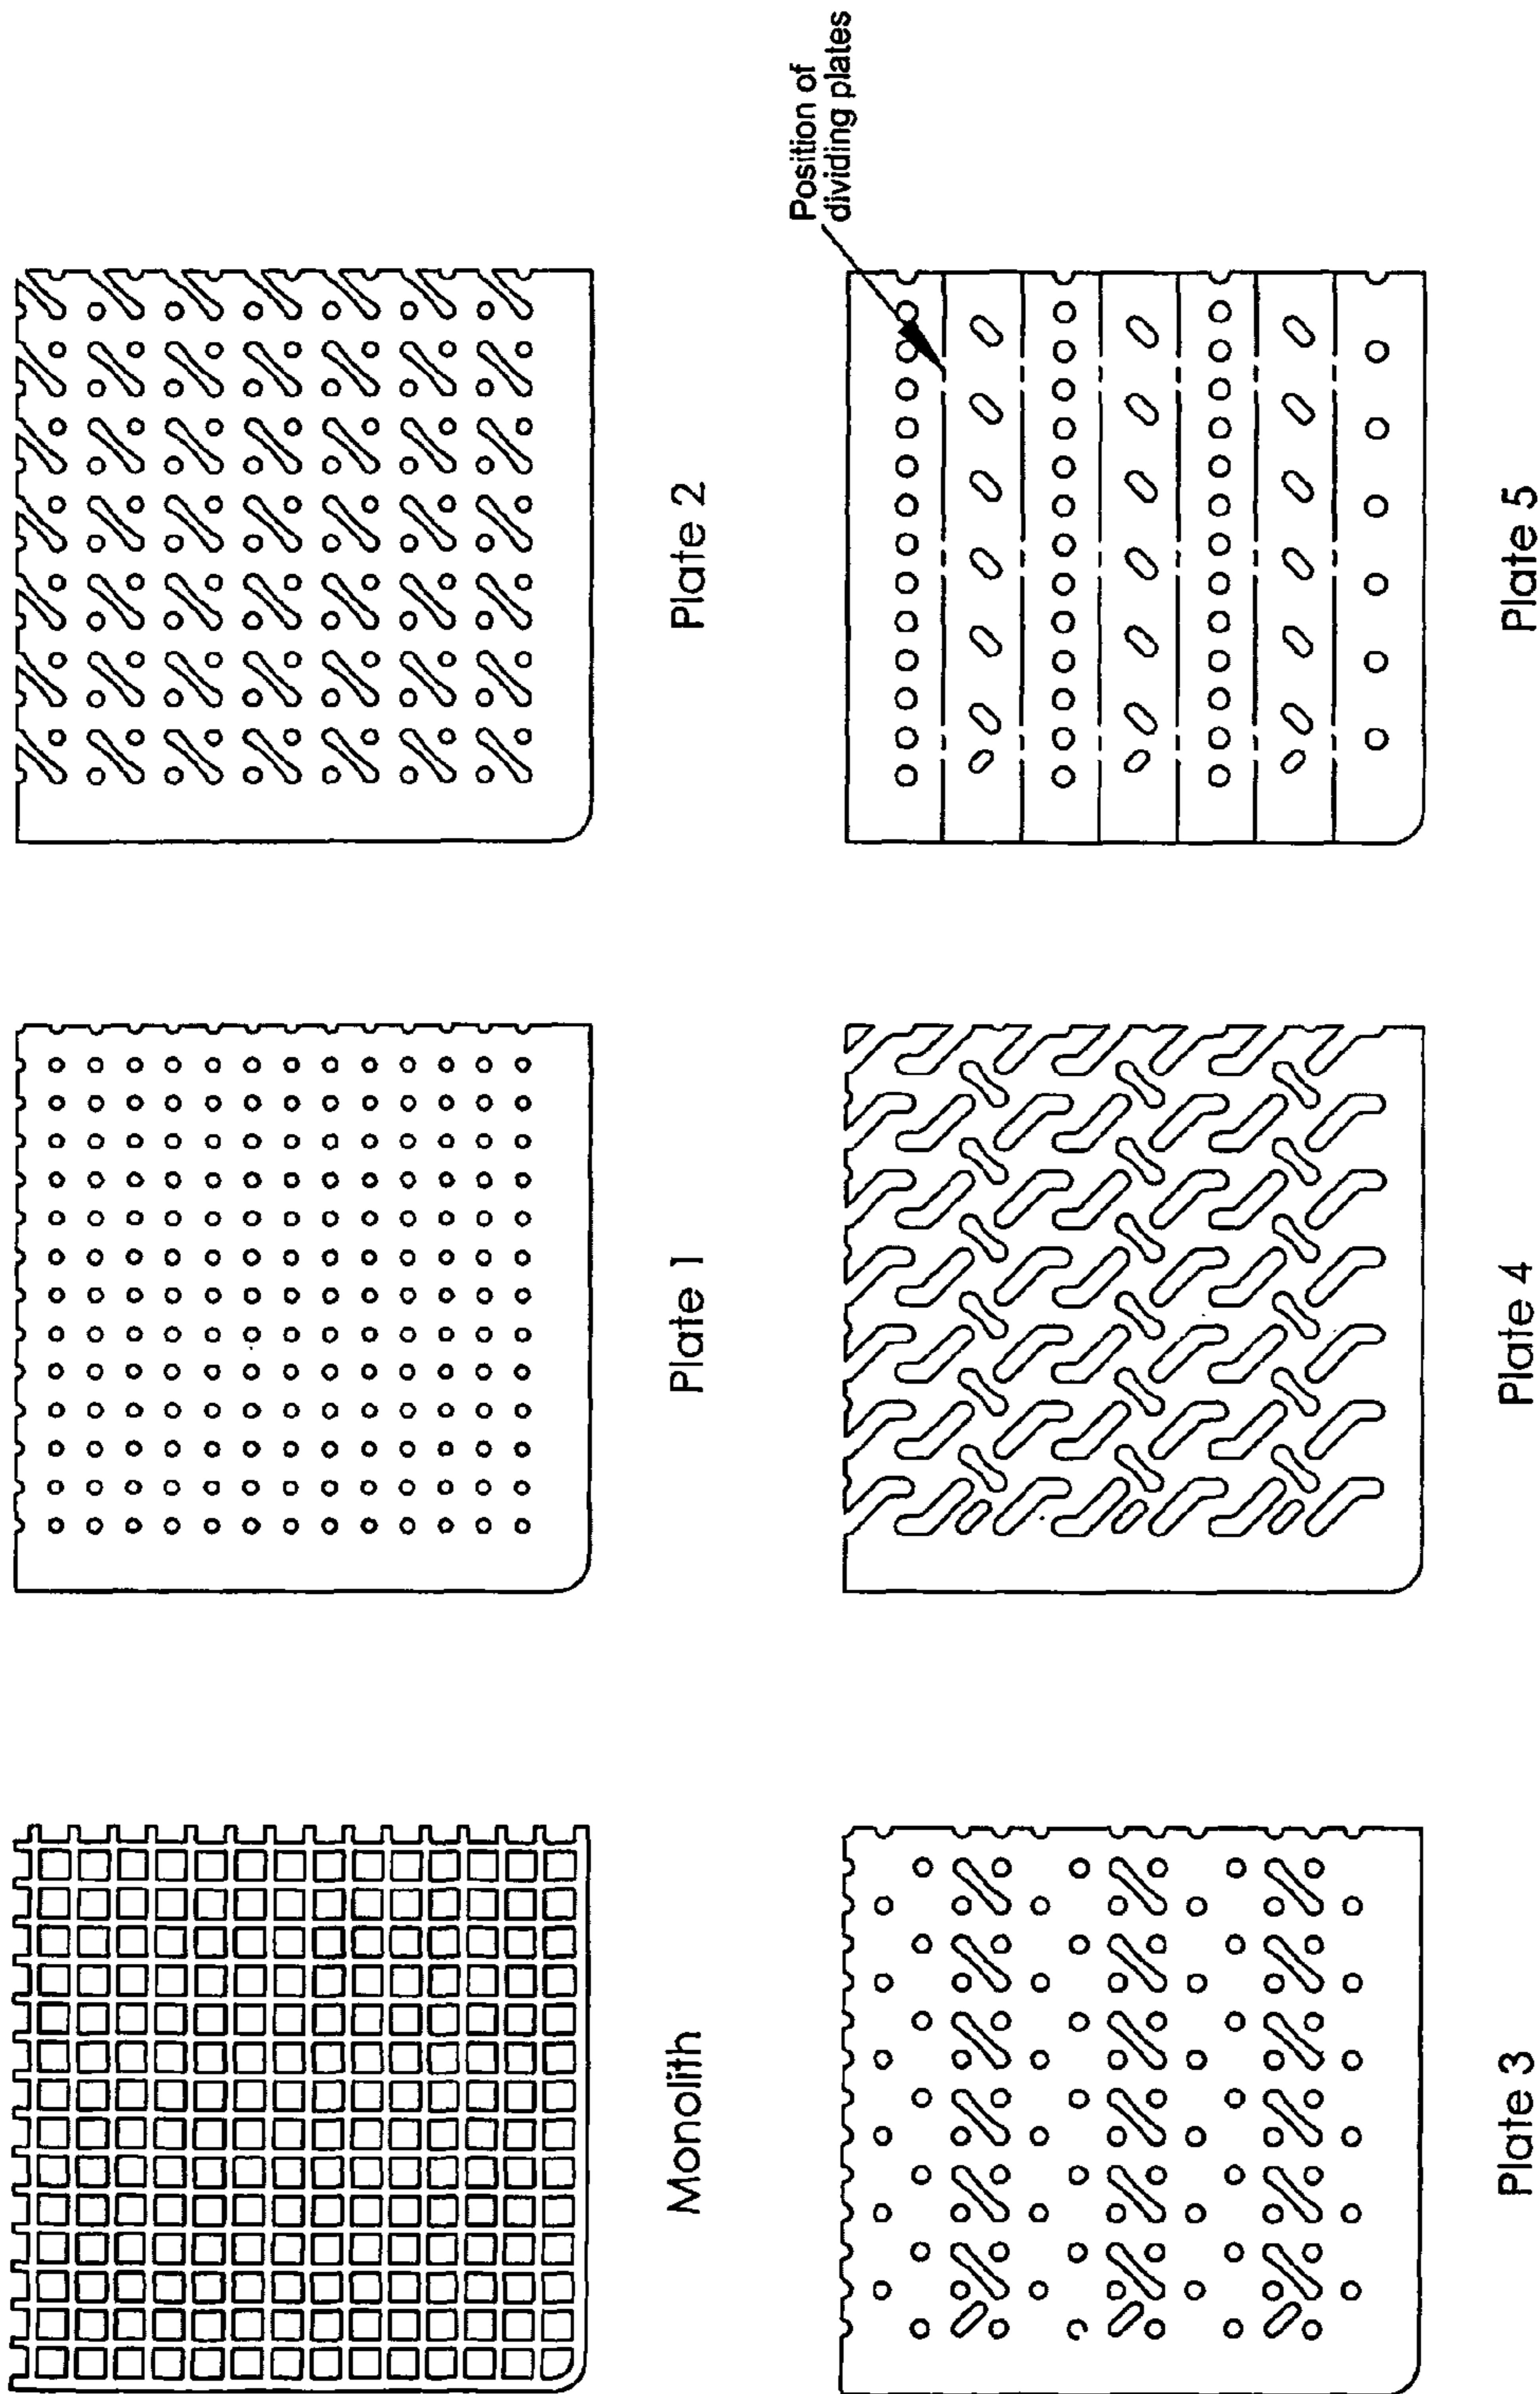 Monolith
Plate 1
Plate 2
Plate 3
Plate 4
Plate 5
Position of
dividing plates